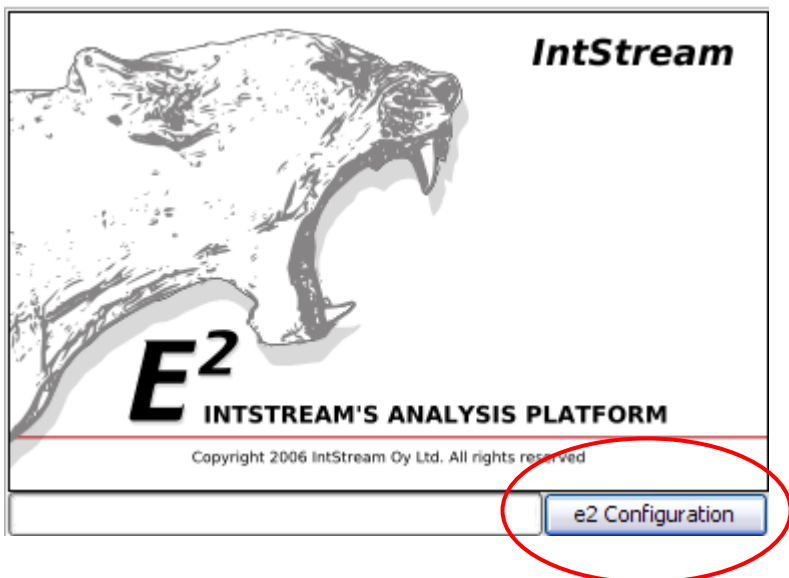 IntStream
E²
INTSTREAM'S ANALYSIS PLATFORM
Copyright 2006 IntStream Oy Ltd. All rights reserved
e2 Configuration